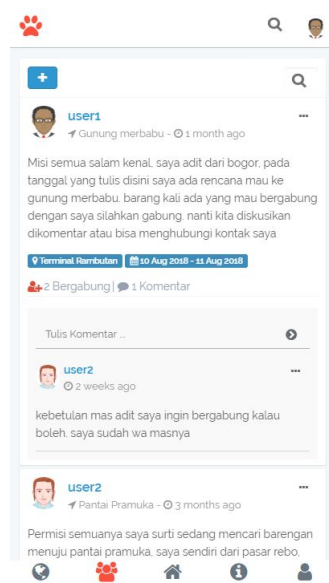 user1
Gunung merbabu - 1 month ago
Misi semua salam kenal, saya adit dari bogor, pada
tanggal yang tulis disini saya ada rencana mau ke
gunung merbabu. barang kali ada yang mau bergabung
dengan saya silahkan gabung. nanti kita diskusikan
dikomentar atau bisa menghubungi kontak saya
Terminal Rambutan 10 Aug 2018 - 11 Aug 2018
2 Bergabung| 1 Komentar
Tulis Komentar ..
user2
2 weeks ago
kebetulan mas adit saya ingin bergabung kalau
boleh. saya sudah wa masnya
user2
Pantai Pramuka - 3 months ago
Permisi semuanya saya surti sedang mencari barengan
menuju pantai pramuka, saya sendiri dari pasar rebo,